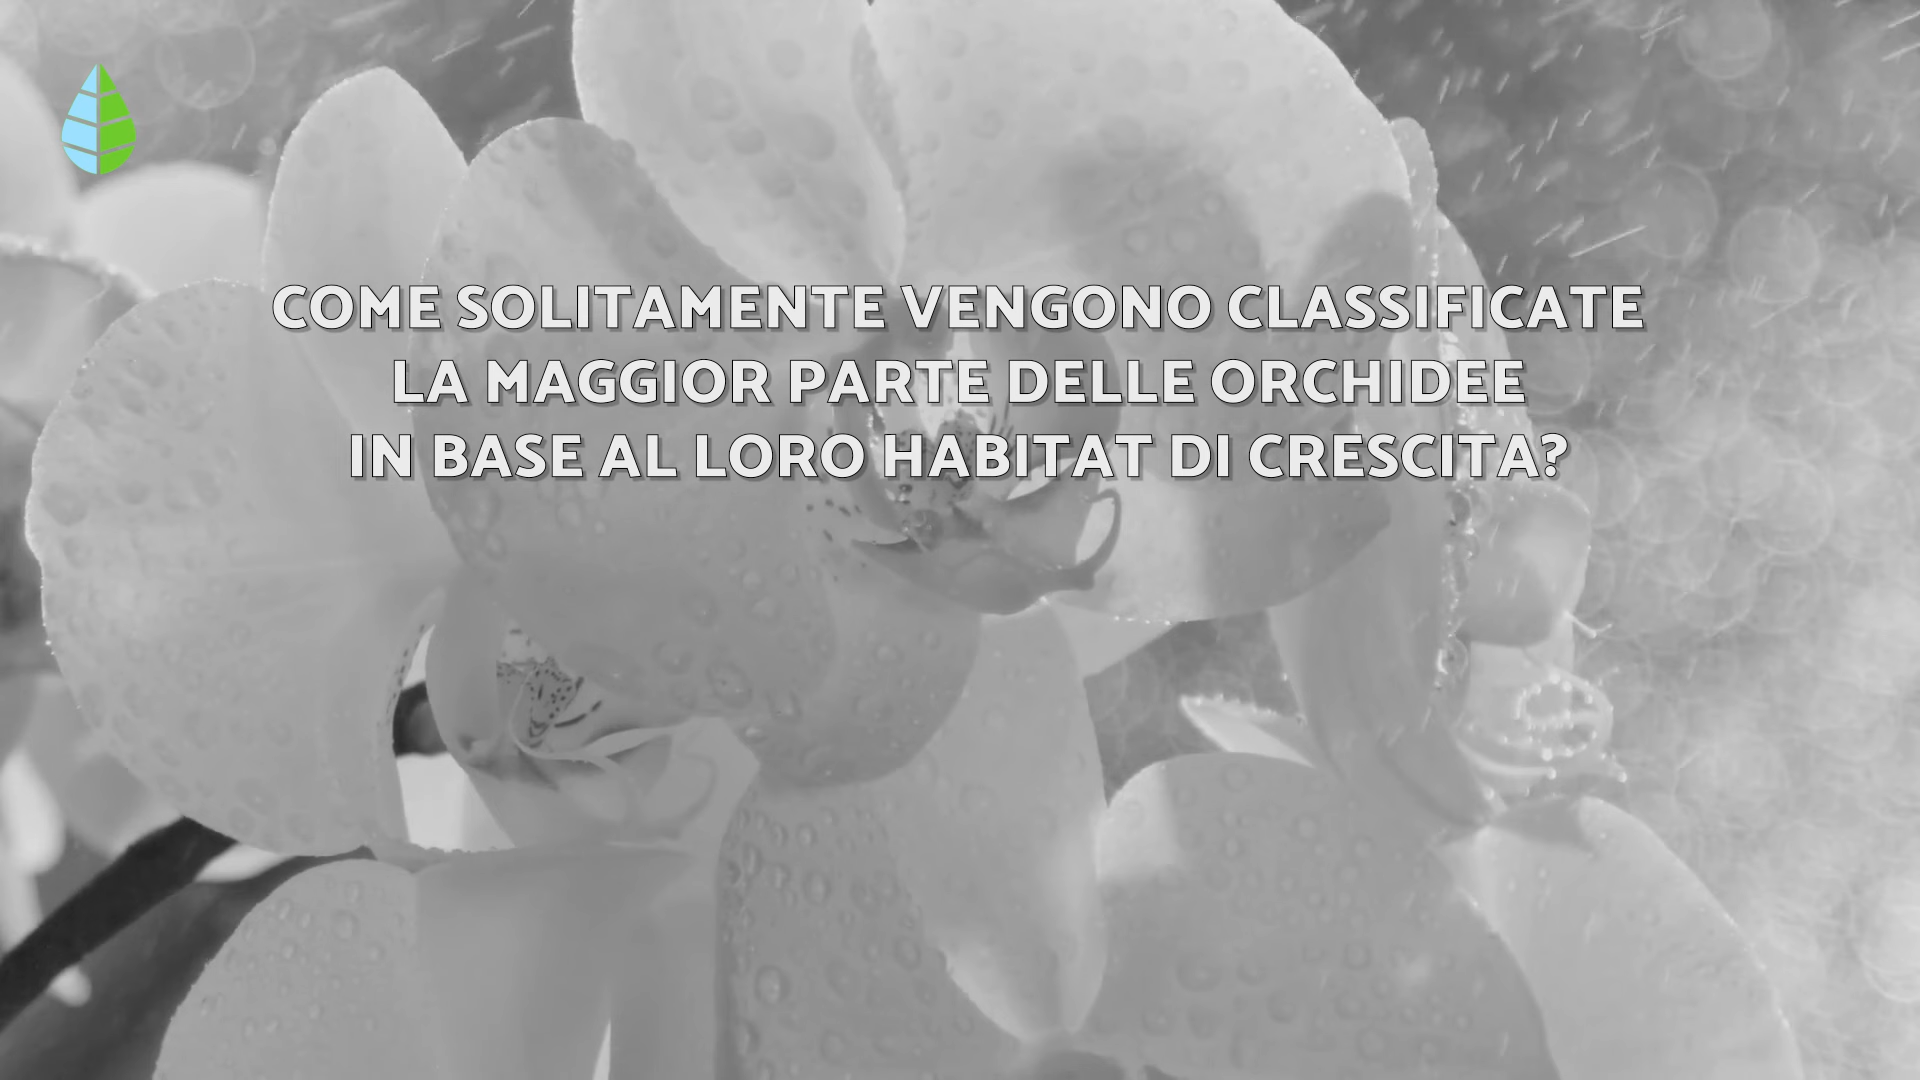 COME SOLITAMENTE VENGONO CLASSIFICATE
LA MAGGIOR PARTE DELLE ORCHIDEE
IN BASE AL LORO HABITAT DI CRESCITA?